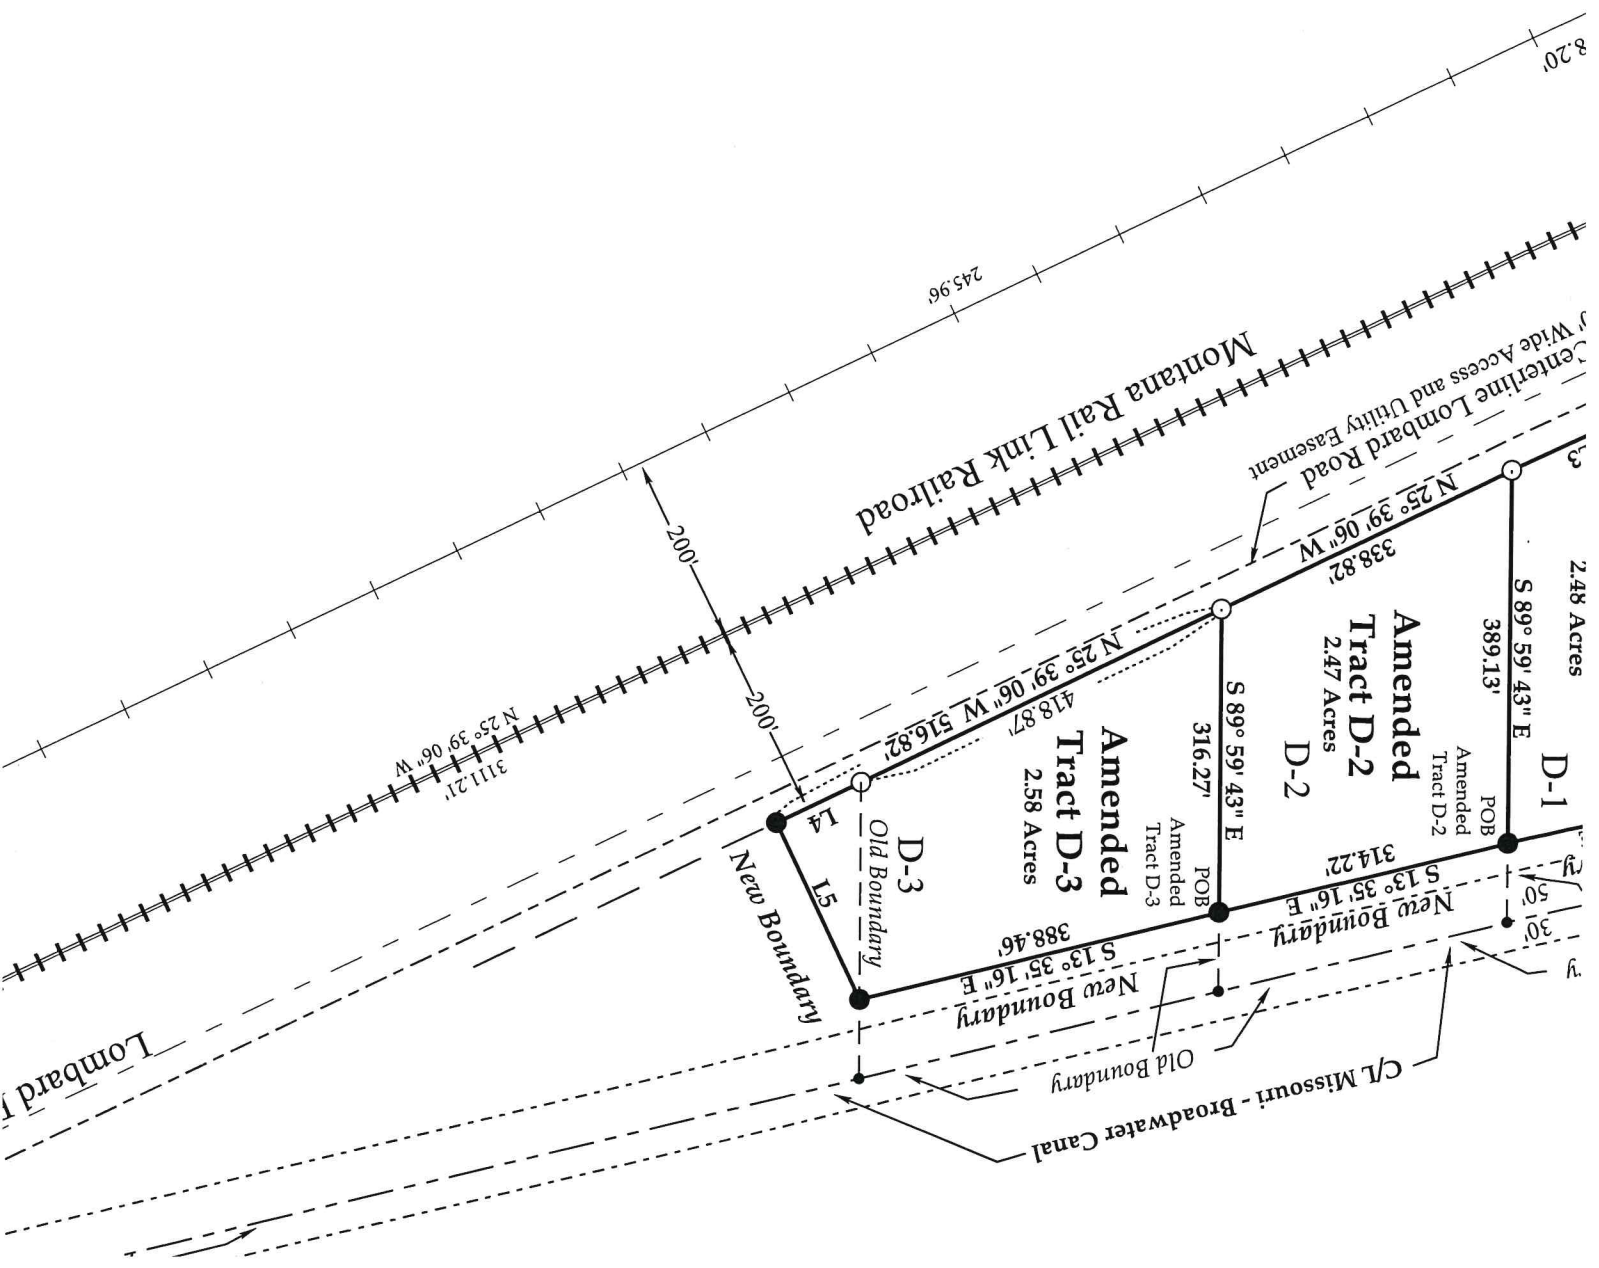 8.20'
245.96'
Montana Rail Link Railroad
Wide Access and Utility Easement
Centerline Lombard Road
200'
200'
N 25° 39' 06" W
3111.21'
N 25° 39' 06" W
338.82'
N 25° 39' 06" W 516.82'
418.87'
L3
L4
L5
2.48 Acres
D-1
S 89° 59' 43" E
389.13'
Amended
Tract D-2
2.47 Acres
D-2
POB
Amended
Tract D-2
S 89° 59' 43" E
316.27'
Amended
Tract D-3
2.58 Acres
D-3
POB
Amended
Tract D-3
Old Boundary
New Boundary
314.22'
S 13° 35' 16" E
New Boundary
388.46'
S 13° 35' 16" E
New Boundary
50'
30'
ry
y
Old Boundary
C/L Missouri - Broadwater Canal
Lombard